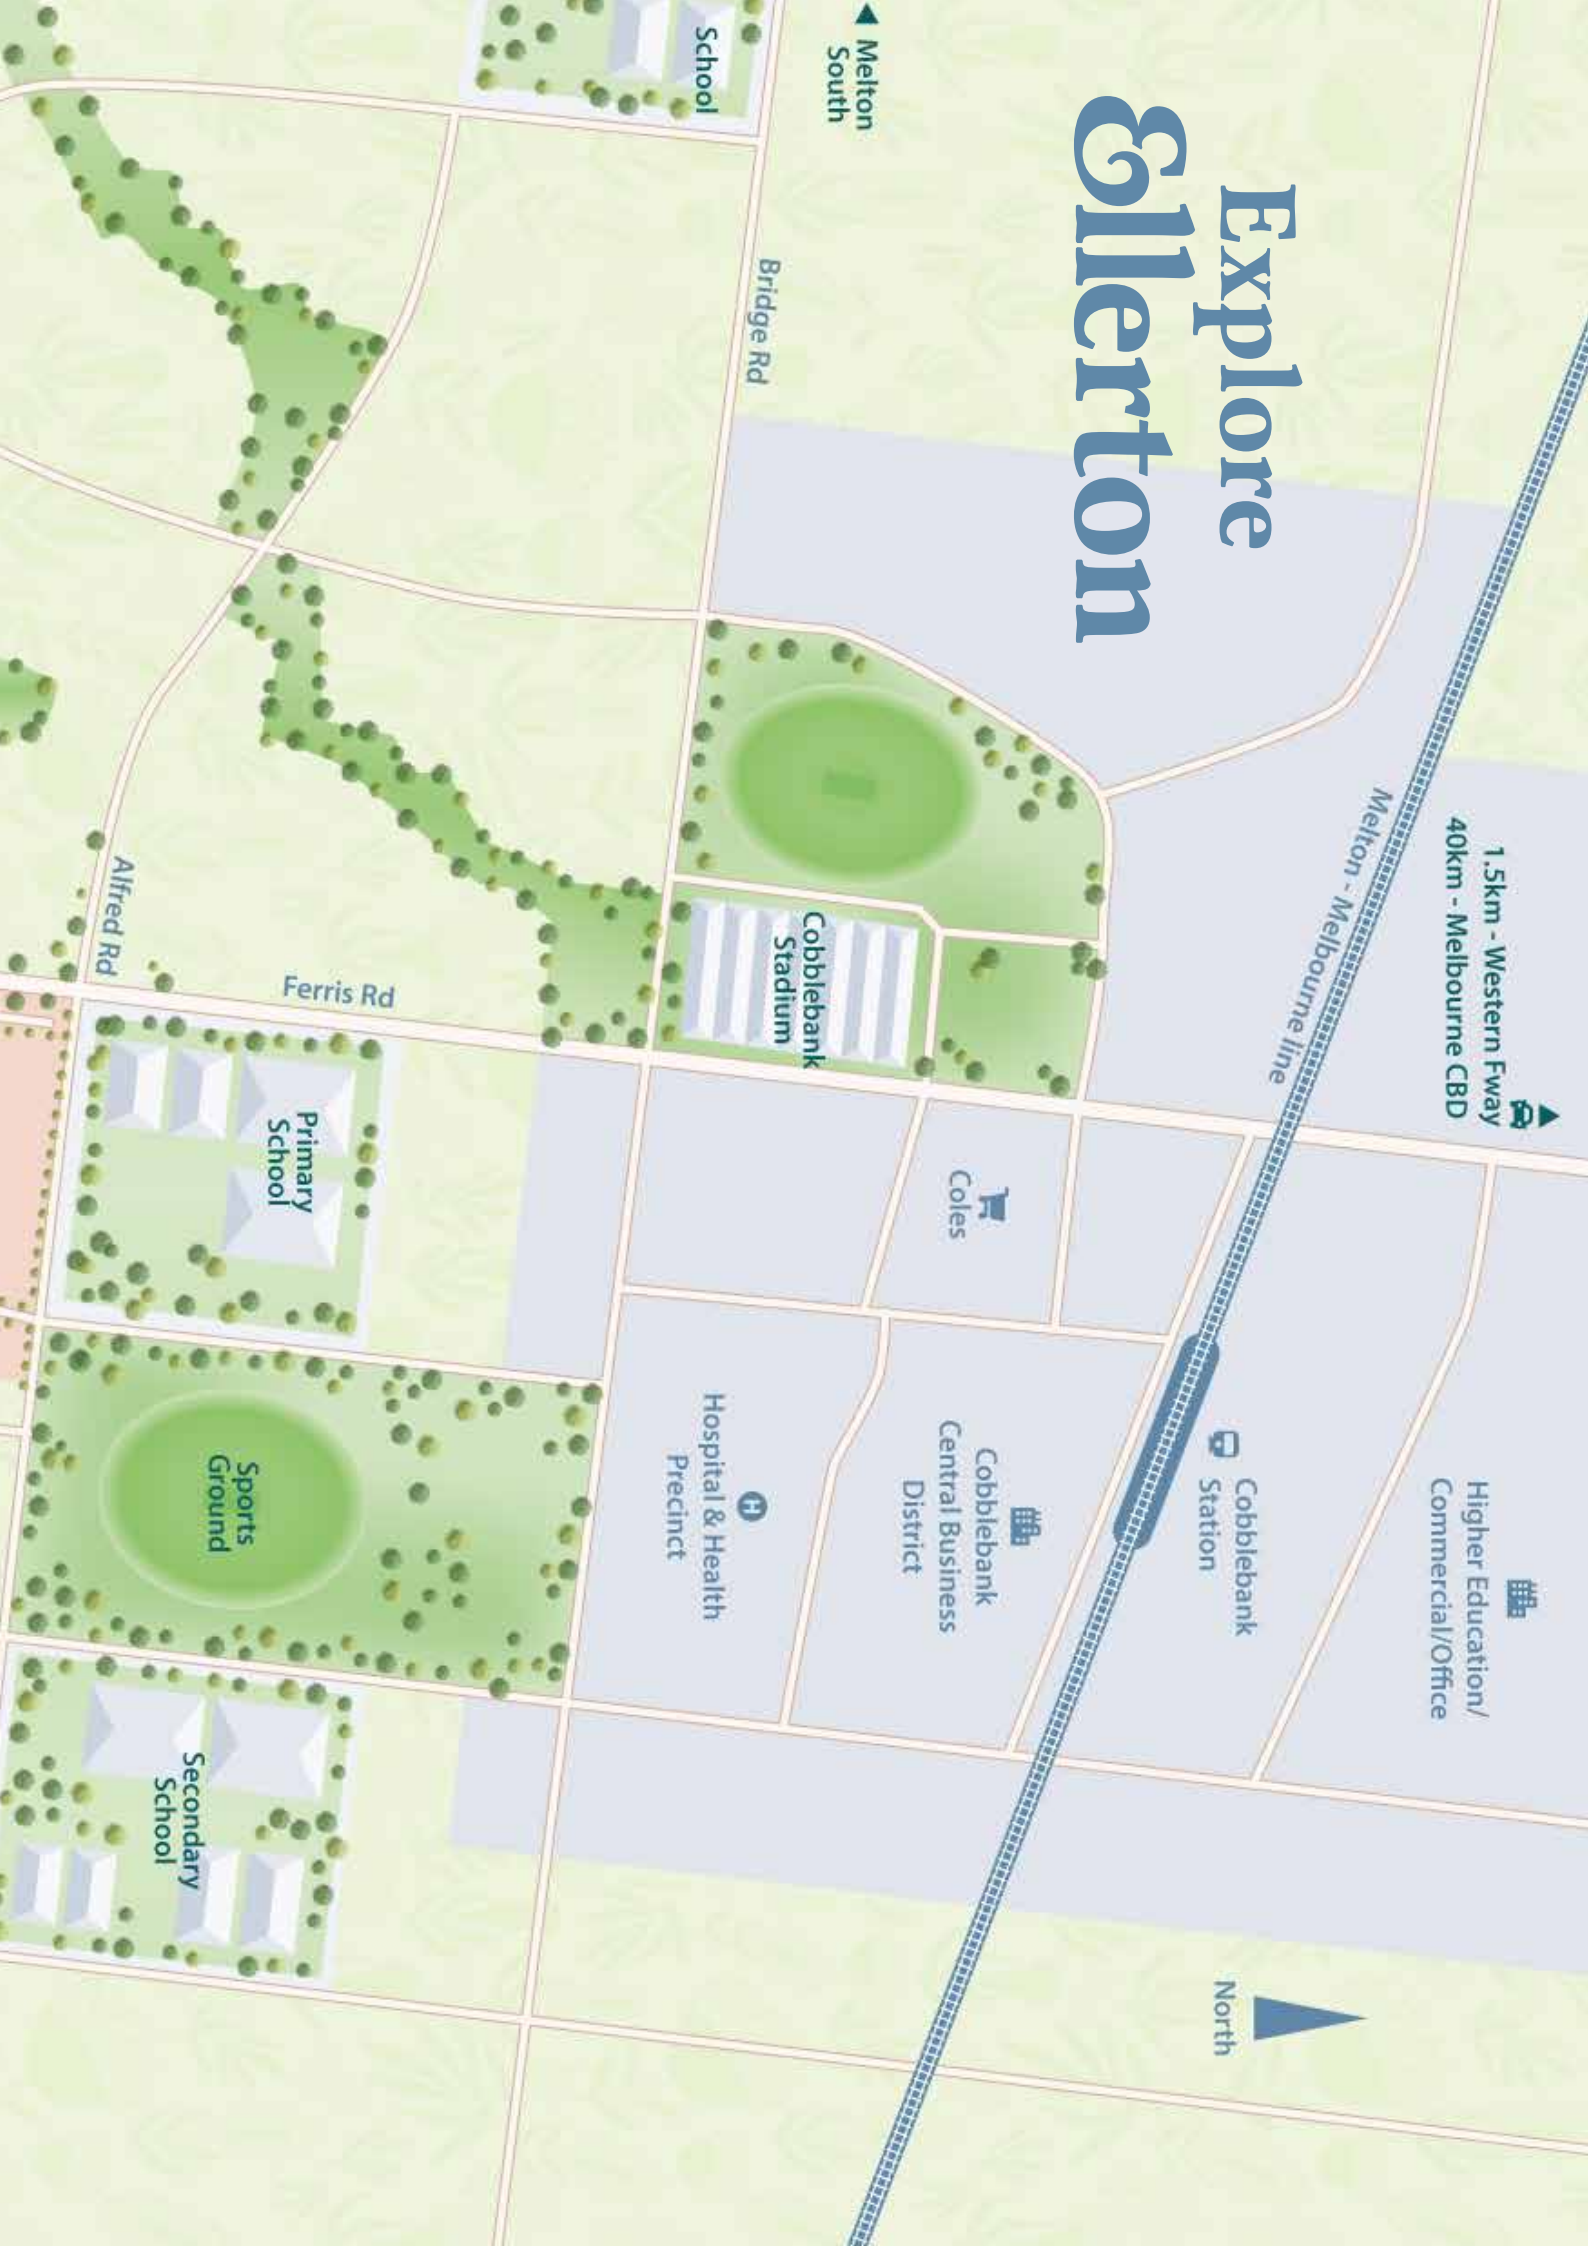 Explore
Ellerton
1.5km - Western Fway
40km - Melbourne CBD
Higher Education/
Commercial/Office
North
Melton - Melbourne line
Cobblebank
Station
◀ Melton
South
Coles
Cobblebank
Central Business
District
Cobblebank
Stadium
Bridge Rd
H
Hospital & Health
Precinct
School
Ferris Rd
Primary
School
Sports
Ground
Secondary
School
Alfred Rd